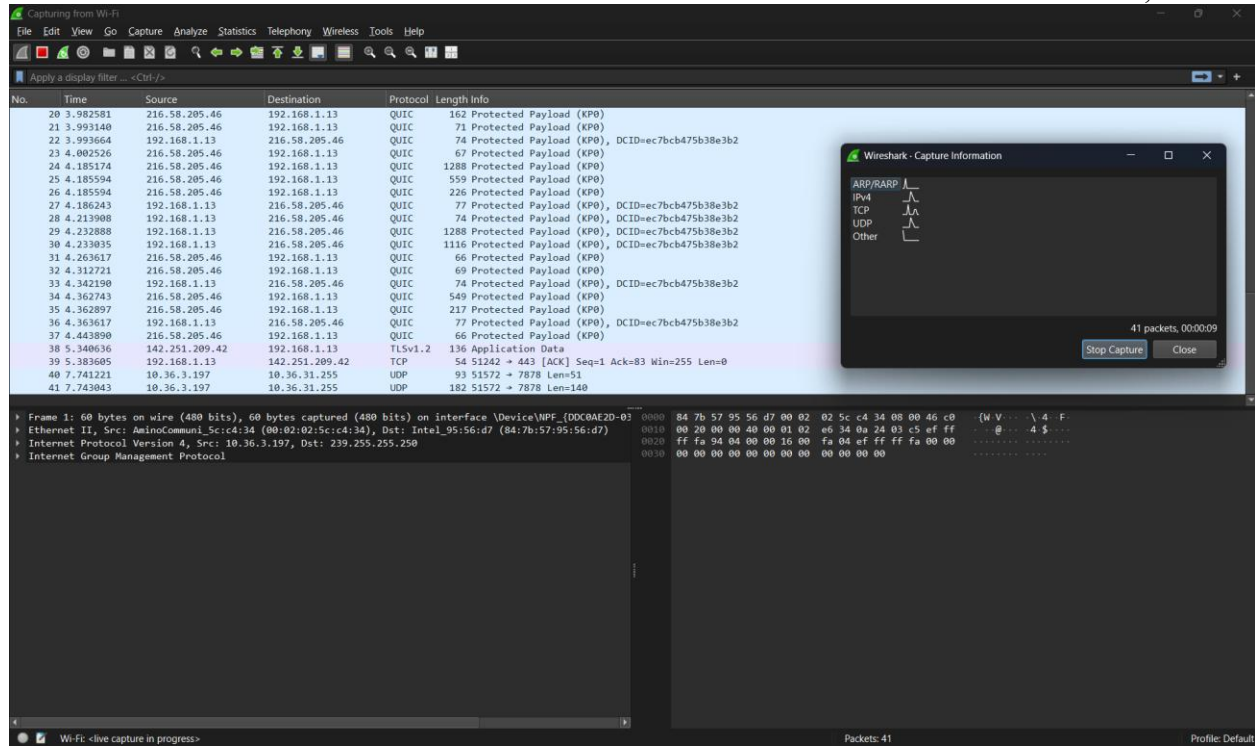 Capturing from Wi-Fi
File Edit View Go Capture Analyze Statistics Telephony Wireless Tools Help
Apply a display filter ... <Ctrl-/>
No. Time Source Destination Protocol Length Info
20 3.982581 216.58.205.46 192.168.1.13 QUIC 162 Protected Payload (KP0)
21 3.993140 216.58.205.46 192.168.1.13 QUIC 71 Protected Payload (KP0)
22 3.993664 192.168.1.13 216.58.205.46 QUIC 74 Protected Payload (KP0), DCID=ec7bcb475b38e3b2
23 4.002526 216.58.205.46 192.168.1.13 QUIC 67 Protected Payload (KP0)
24 4.185174 216.58.205.46 192.168.1.13 QUIC 1288 Protected Payload (KP0)
25 4.185594 216.58.205.46 192.168.1.13 QUIC 559 Protected Payload (KP0)
26 4.185594 216.58.205.46 192.168.1.13 QUIC 226 Protected Payload (KP0)
27 4.186243 192.168.1.13 216.58.205.46 QUIC 77 Protected Payload (KP0), DCID=ec7bcb475b38e3b2
28 4.213908 192.168.1.13 216.58.205.46 QUIC 74 Protected Payload (KP0), DCID=ec7bcb475b38e3b2
29 4.232888 192.168.1.13 216.58.205.46 QUIC 1288 Protected Payload (KP0), DCID=ec7bcb475b38e3b2
30 4.233035 192.168.1.13 216.58.205.46 QUIC 1116 Protected Payload (KP0), DCID=ec7bcb475b38e3b2
31 4.263617 216.58.205.46 192.168.1.13 QUIC 66 Protected Payload (KP0)
32 4.312721 216.58.205.46 192.168.1.13 QUIC 69 Protected Payload (KP0)
33 4.342190 192.168.1.13 216.58.205.46 QUIC 74 Protected Payload (KP0), DCID=ec7bcb475b38e3b2
34 4.362743 216.58.205.46 192.168.1.13 QUIC 549 Protected Payload (KP0)
35 4.362897 216.58.205.46 192.168.1.13 QUIC 217 Protected Payload (KP0)
36 4.363617 192.168.1.13 216.58.205.46 QUIC 77 Protected Payload (KP0), DCID=ec7bcb475b38e3b2
37 4.443890 216.58.205.46 192.168.1.13 QUIC 66 Protected Payload (KP0)
38 5.340636 142.251.209.42 192.168.1.13 TLSv1.2 136 Application Data
39 5.383605 192.168.1.13 142.251.209.42 TCP 54 51242 → 443 [ACK] Seq=1 Ack=83 Win=255 Len=0
40 7.741221 10.36.3.197 10.36.31.255 UDP 93 51572 → 7878 Len=51
41 7.743043 10.36.3.197 10.36.31.255 UDP 182 51572 → 7878 Len=140
Wireshark · Capture Information
ARP/RARP
IPv4
TCP
UDP
Other
41 packets, 00:00:09
Stop Capture Close
Frame 1: 60 bytes on wire (480 bits), 60 bytes captured (480 bits) on interface \Device\NPF_{DDC0AE2D-03
Ethernet II, Src: AminoCommuni_5c:c4:34 (00:02:02:5c:c4:34), Dst: Intel_95:56:d7 (84:7b:57:95:56:d7)
Internet Protocol Version 4, Src: 10.36.3.197, Dst: 239.255.255.250
Internet Group Management Protocol
0000 84 7b 57 95 56 d7 00 02 02 5c c4 34 08 00 46 c0 ·{W·V··· ·\·4··F·
0010 00 20 00 00 40 00 01 02 e6 34 0a 24 03 c5 ef ff · ··@··· ·4·$····
0020 ff fa 94 04 00 00 16 00 fa 04 ef ff ff fa 00 00 ········ ········
0030 00 00 00 00 00 00 00 00 00 00 00 00 ········ ····
Wi-Fi: <live capture in progress>
Packets: 41
Profile: Default